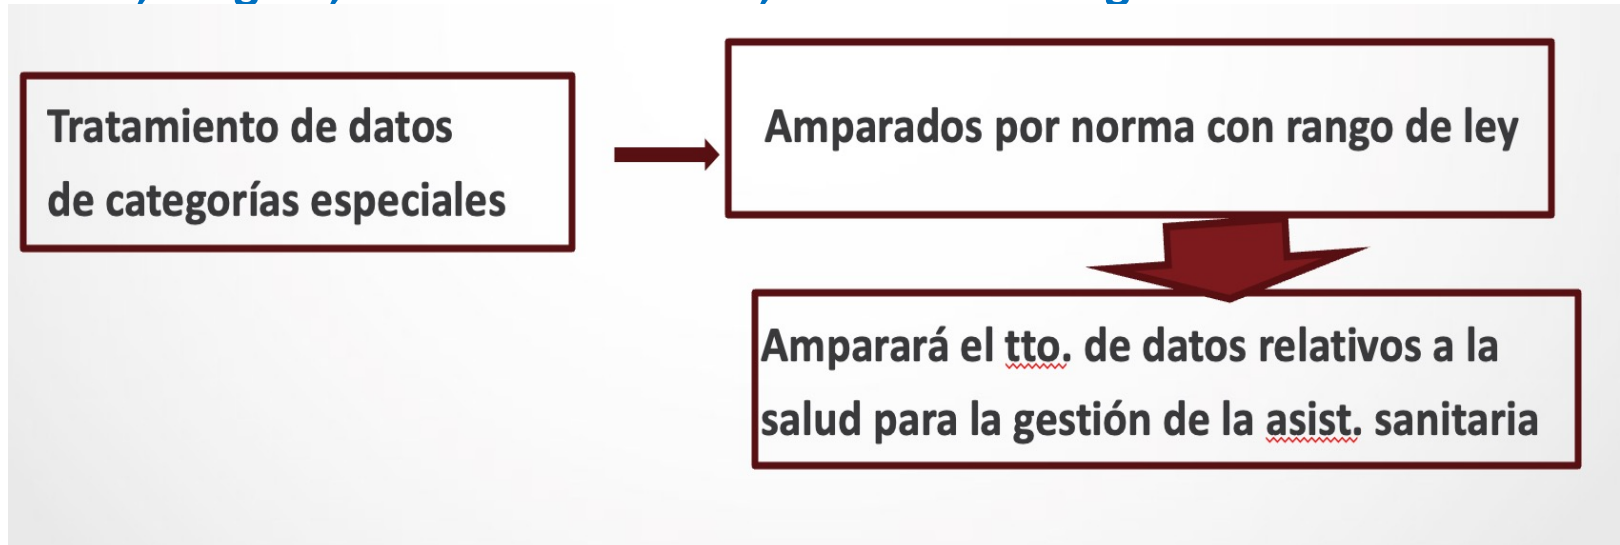 Tratamiento de datos
de categorías especiales
Amparados por norma con rango de ley
Amparará el tto. de datos relativos a la
salud para la gestión de la asist. sanitaria